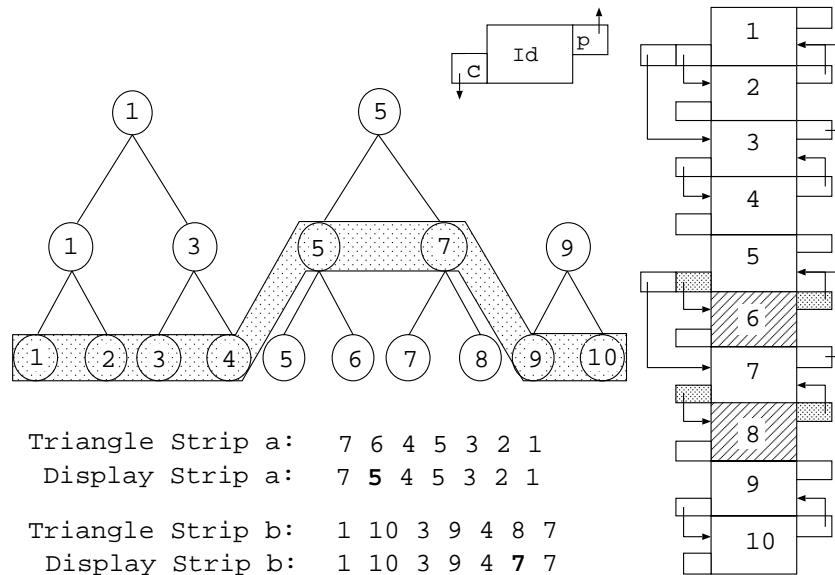 Id
p
c
1 5
1 3 5 7 9
1 2 3 4 5 6 7 8 9 10
Triangle Strip a: 7 6 4 5 3 2 1
Display Strip a: 7 5 4 5 3 2 1
Triangle Strip b: 1 10 3 9 4 8 7
Display Strip b: 1 10 3 9 4 7 7
1
2
3
4
5
6
7
8
9
10